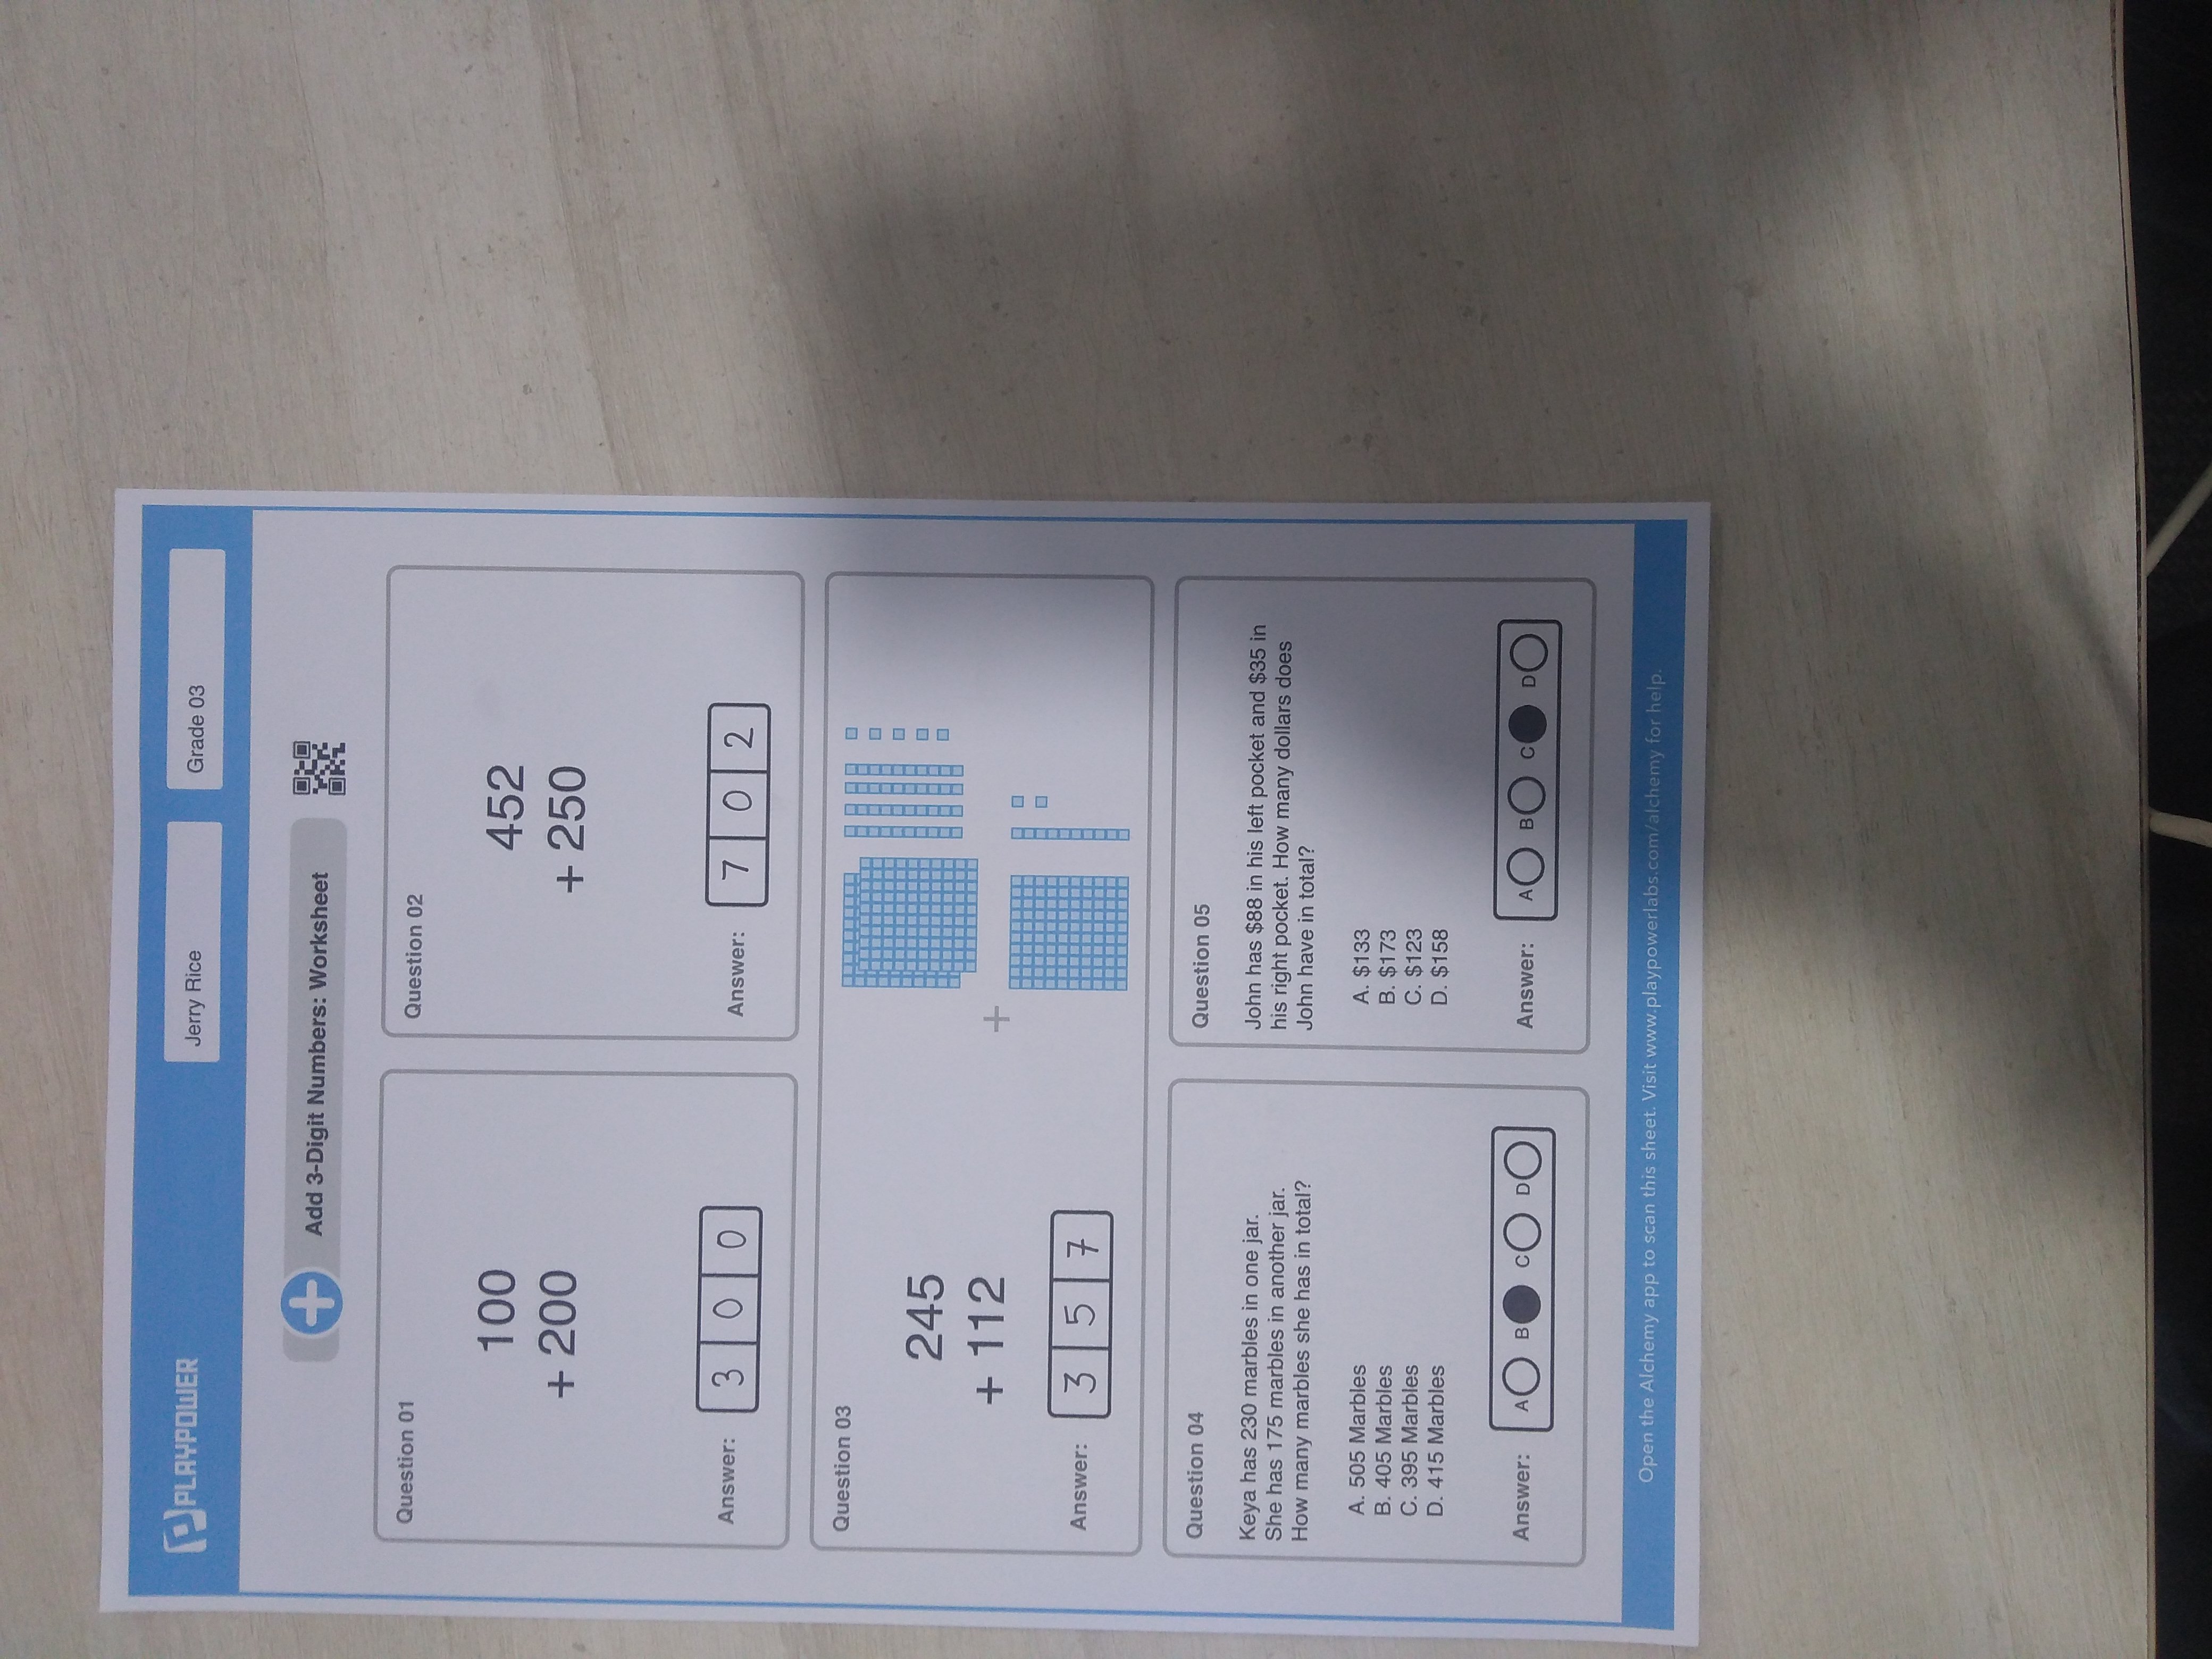 PLAYPOWER
Jerry Rice
Grade 03
Add 3-Digit Numbers: Worksheet
Question 01
100
+ 200
Answer: 3 0 0
Question 02
452
+ 250
Answer: 7 0 2
Question 03
245
+ 112
+
Answer: 3 5 7
Question 04
Keya has 230 marbles in one jar.
She has 175 marbles in another jar.
How many marbles she has in total?
A. 505 Marbles
B. 405 Marbles
C. 395 Marbles
D. 415 Marbles
Answer: A B C D
Question 05
John has $88 in his left pocket and $35 in
his right pocket. How many dollars does
John have in total?
A. $133
B. $173
C. $123
D. $158
Answer: A B C D
Open the Alchemy app to scan this sheet. Visit www.playpowerlabs.com/alchemy for help.